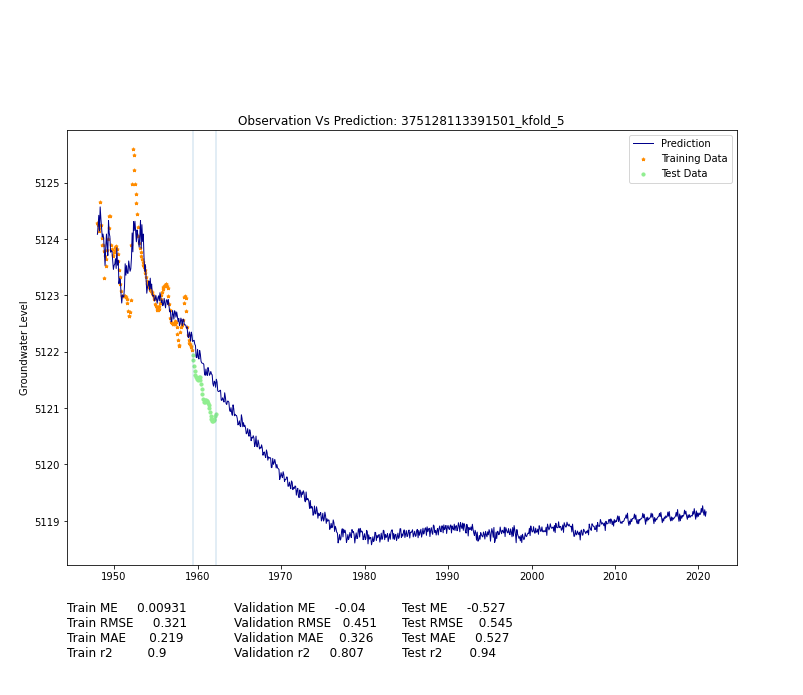 Observation Vs Prediction: 375128113391501_kfold_5
Prediction
Training Data
Test Data
Groundwater Level
5125
5124
5123
5122
5121
5120
5119
1950 1960 1970 1980 1990 2000 2010 2020
Train ME 0.00931 Validation ME -0.04 Test ME -0.527
Train RMSE 0.321 Validation RMSE 0.451 Test RMSE 0.545
Train MAE 0.219 Validation MAE 0.326 Test MAE 0.527
Train r2 0.9 Validation r2 0.807 Test r2 0.94